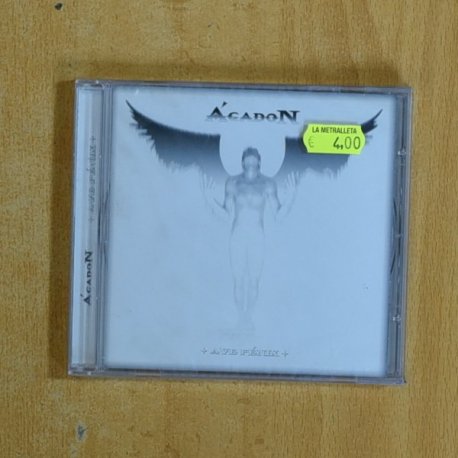 ÁCADON
LA METRALLETA
€ 4,00
+ AVE FÉNIX +
ÁCADON
+ AVE FÉNIX +